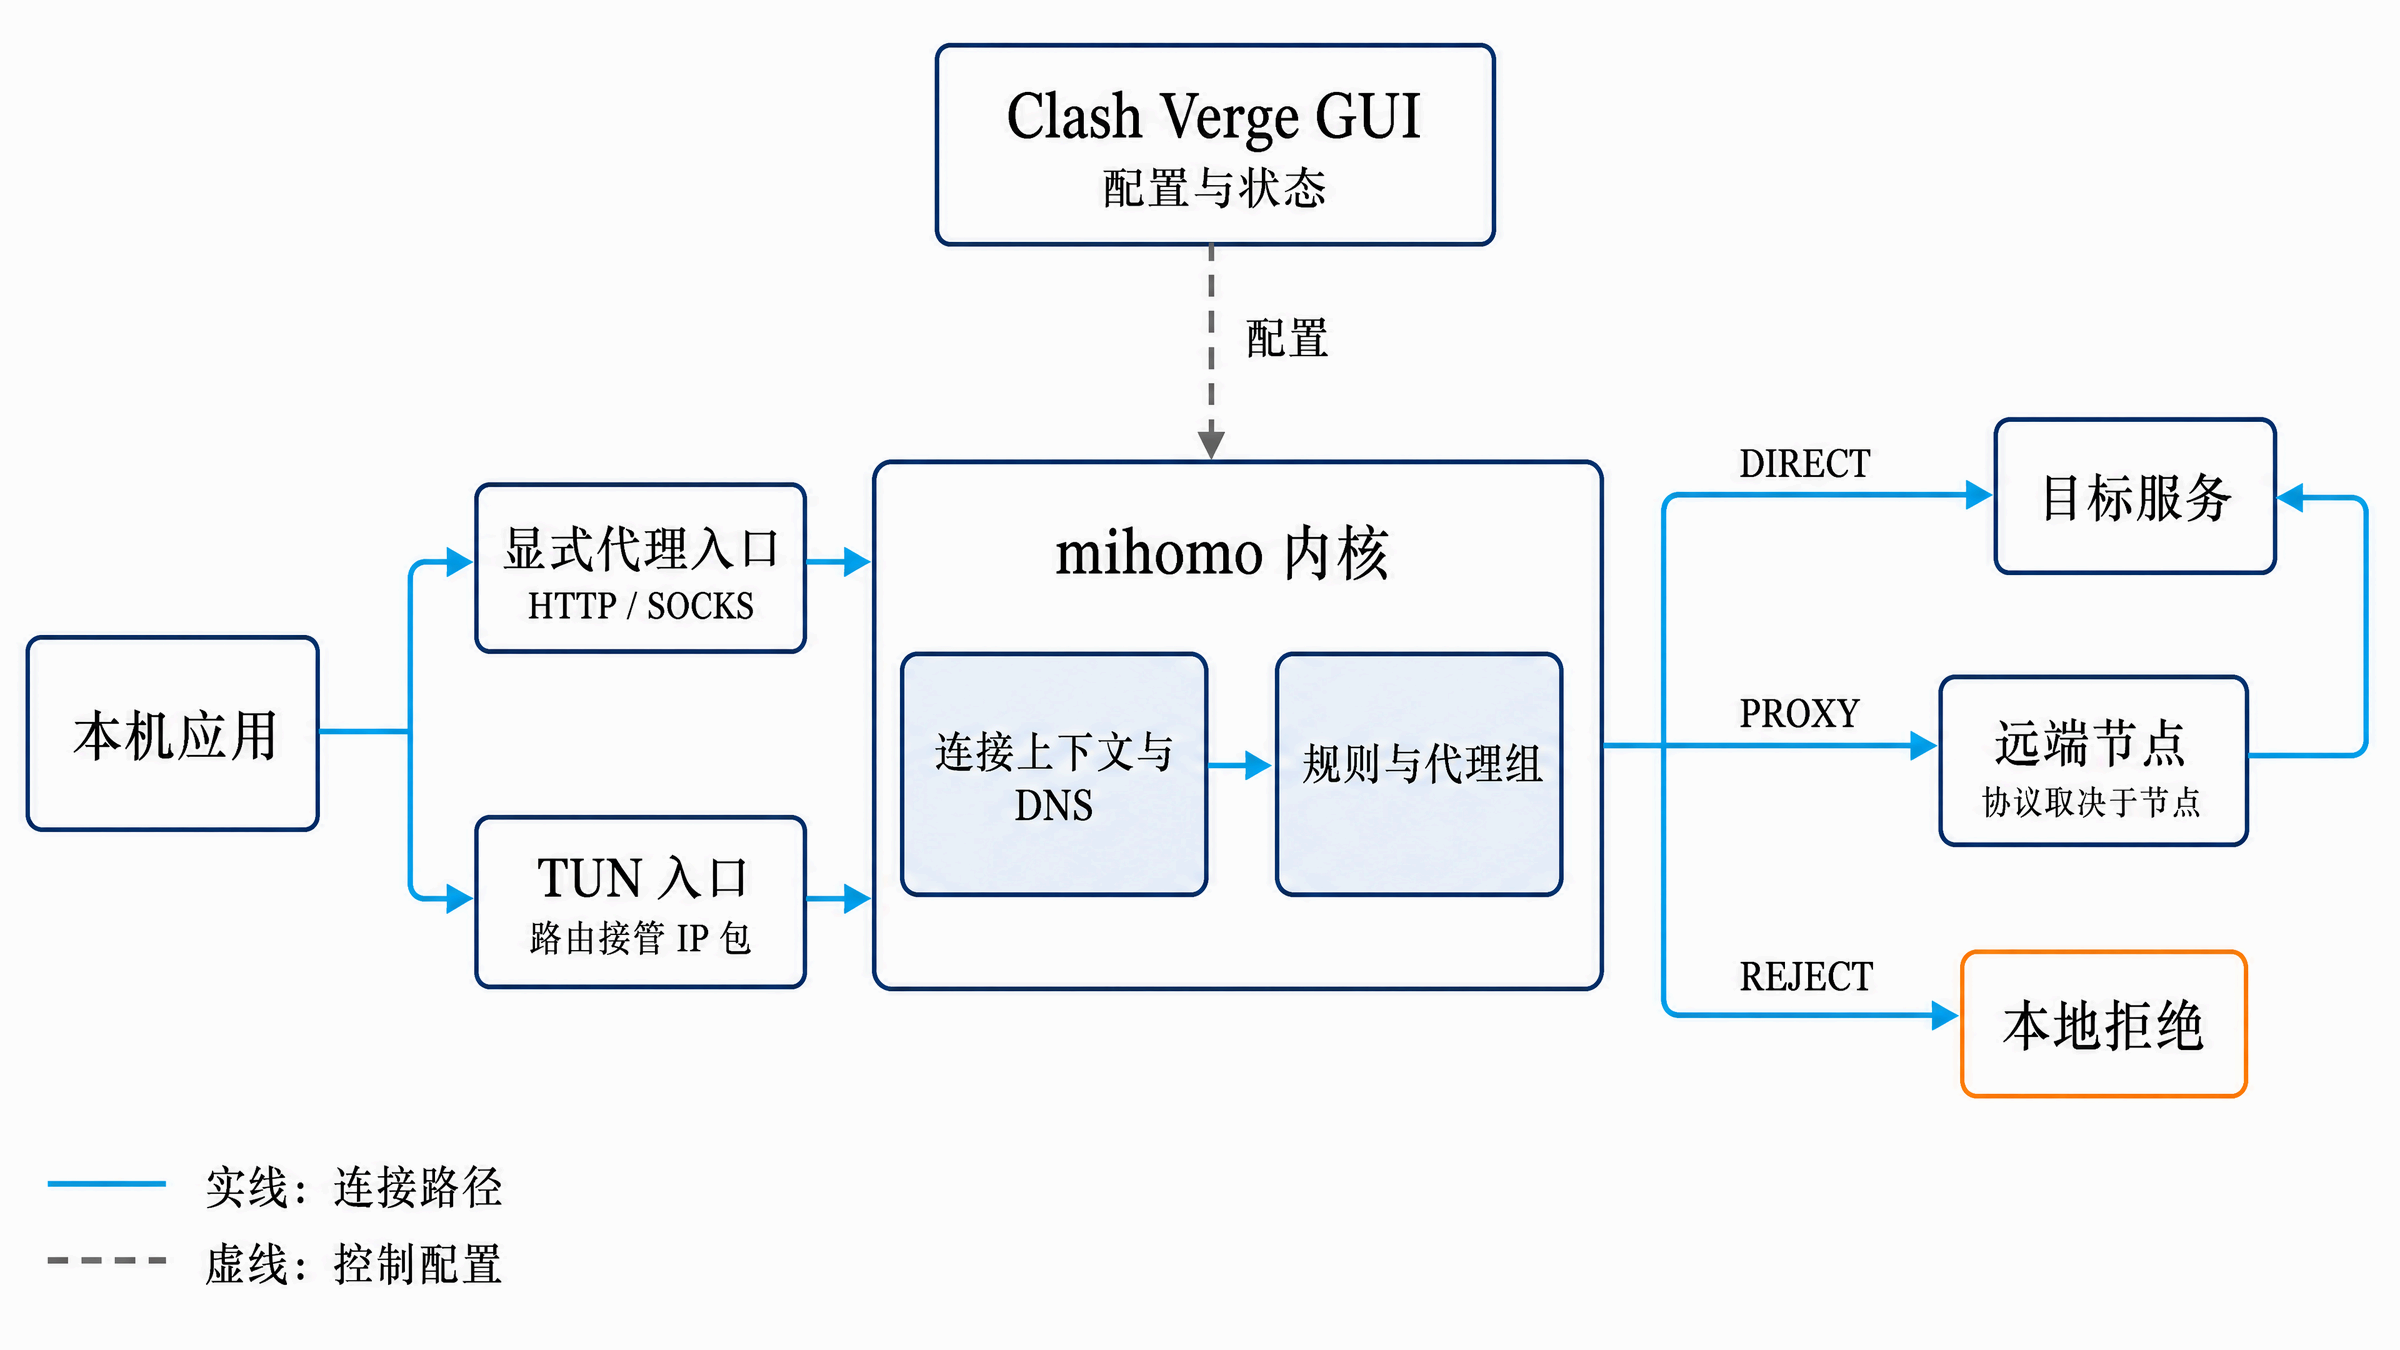 Clash Verge GUI
配置与状态
配置
本机应用
显式代理入口
HTTP / SOCKS
TUN 入口
路由接管 IP 包
mihomo 内核
连接上下文与
DNS
规则与代理组
DIRECT
目标服务
PROXY
远端节点
协议取决于节点
REJECT
本地拒绝
实线：连接路径
虚线：控制配置